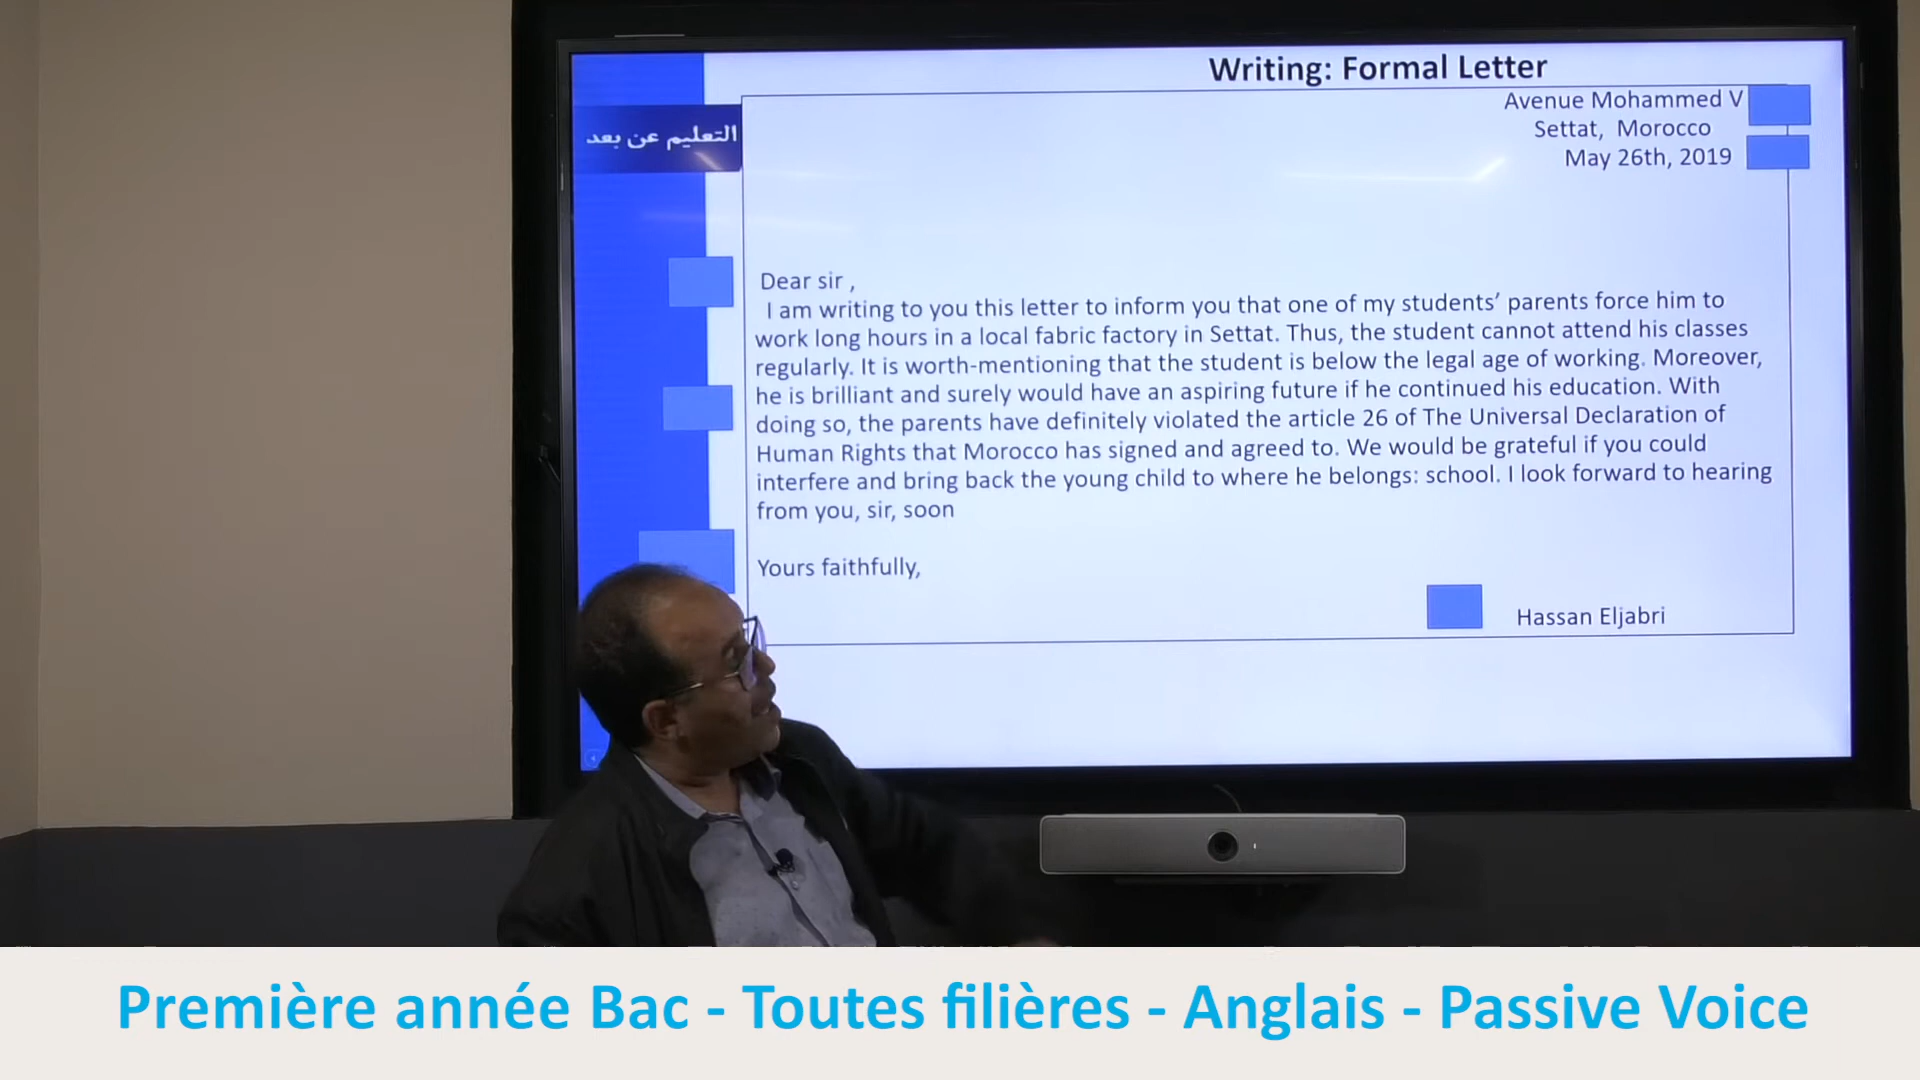 Writing: Formal Letter
التعليم عن بعد
Avenue Mohammed V
Settat, Morocco
May 26th, 2019
Dear sir ,
I am writing to you this letter to inform you that one of my students’ parents force him to
work long hours in a local fabric factory in Settat. Thus, the student cannot attend his classes
regularly. It is worth-mentioning that the student is below the legal age of working. Moreover,
he is brilliant and surely would have an aspiring future if he continued his education. With
doing so, the parents have definitely violated the article 26 of The Universal Declaration of
Human Rights that Morocco has signed and agreed to. We would be grateful if you could
interfere and bring back the young child to where he belongs: school. I look forward to hearing
from you, sir, soon
Yours faithfully,
Hassan Eljabri
Première année Bac - Toutes filières - Anglais - Passive Voice